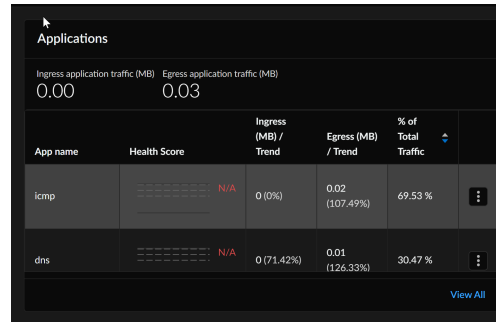 Applications
Ingress application traffic (MB) Egress application traffic (MB)
0.00 0.03
App name Health Score Ingress (MB) / Trend Egress (MB) / Trend % of Total Traffic
icmp N/A 0 (0%) 0.02 (107.49%) 69.53 %
dns N/A 0 (71.42%) 0.01 (126.33%) 30.47 %
View All